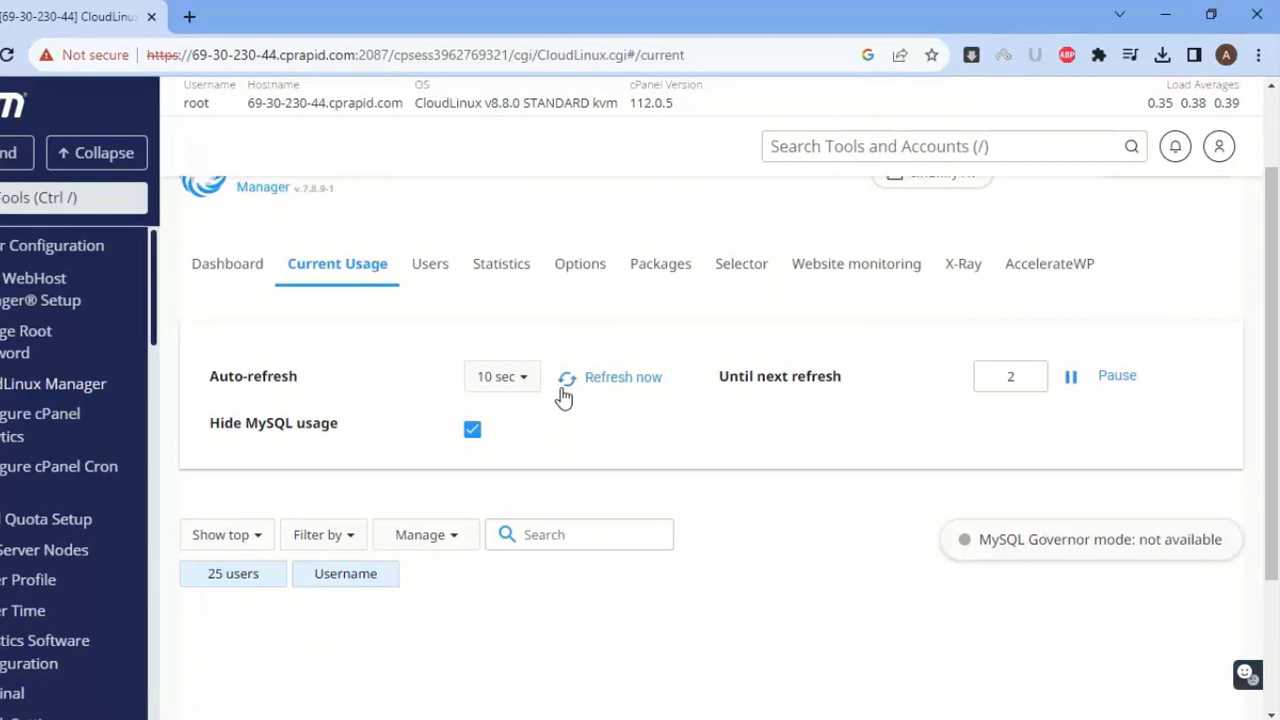 [69-30-230-44] CloudLinux
Not secure
https://69-30-230-44.cprapid.com:2087/cpsess3962769321/cgi/CloudLinux.cgi#/current
ABP
A
Username Hostname OS cPanel Version Load Averages
root 69-30-230-44.cprapid.com CloudLinux v8.8.0 STANDARD kvm 112.0.5 0.35 0.38 0.39
m
nd
Collapse
Search Tools and Accounts (/)
Tools (Ctrl /)
Manager v.7.8.9-1
r Configuration
WebHost
ager® Setup
ge Root
word
dLinux Manager
gure cPanel
tics
gure cPanel Cron
l Quota Setup
Server Nodes
er Profile
er Time
stics Software
guration
inal
Dashboard Current Usage Users Statistics Options Packages Selector Website monitoring X-Ray AccelerateWP
Auto-refresh 10 sec Refresh now Until next refresh 2 Pause
Hide MySQL usage
Show top Filter by Manage Search MySQL Governor mode: not available
25 users Username